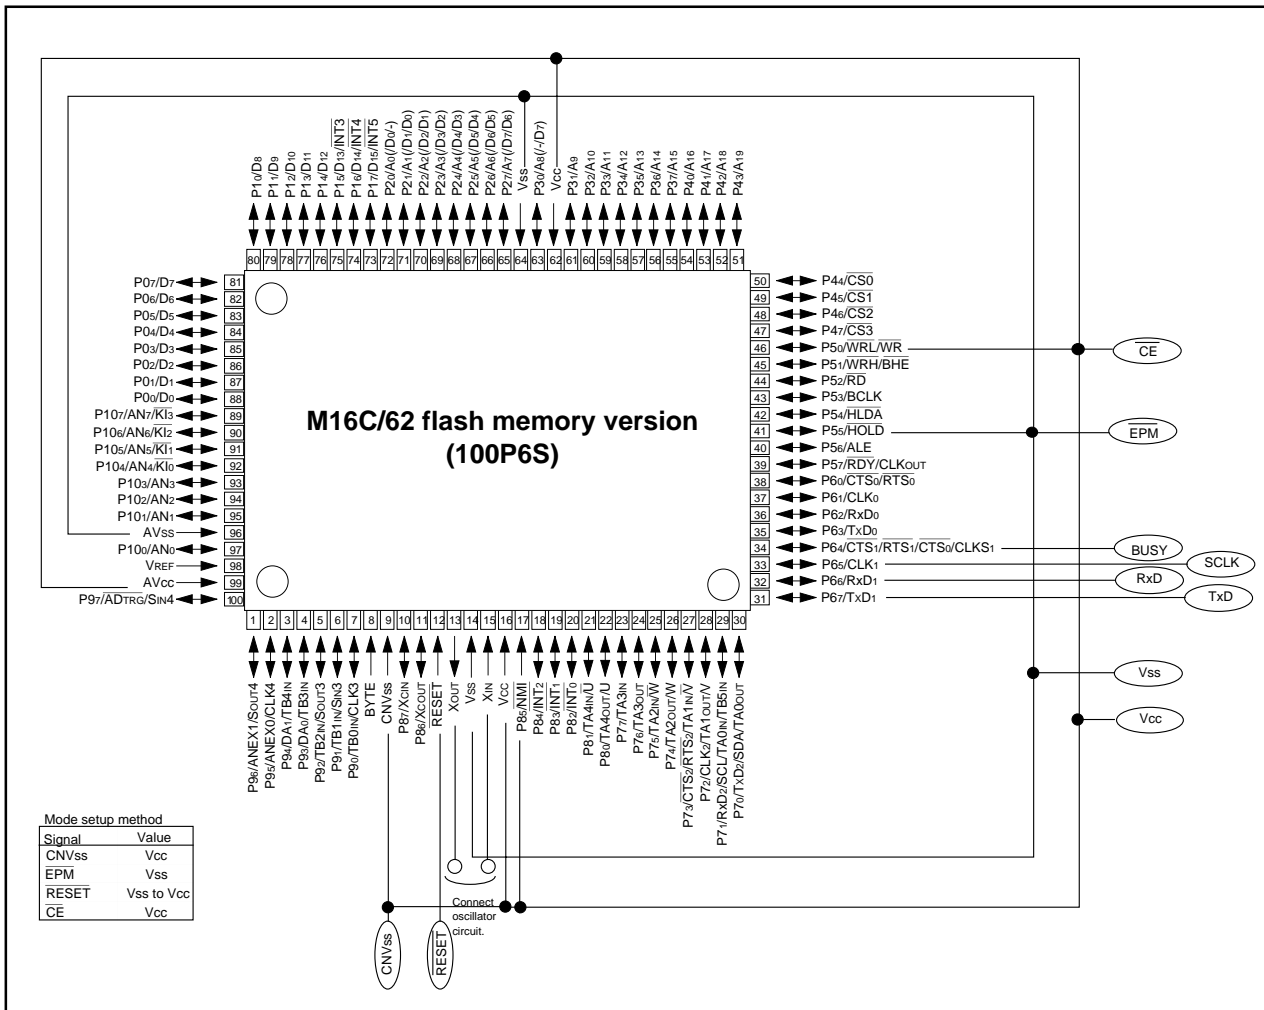 P10/D8
P11/D9
P12/D10
P13/D11
P14/D12
P15/D13/INT3
P16/D14/INT4
P17/D15/INT5
P20/A0(/D0/-)
P21/A1(/D1/D0)
P22/A2(/D2/D1)
P23/A3(/D3/D2)
P24/A4(/D4/D3)
P25/A5(/D5/D4)
P26/A6(/D6/D5)
P27/A7(/D7/D6)
Vss
P30/A8(/-/D7)
Vcc
P31/A9
P32/A10
P33/A11
P34/A12
P35/A13
P36/A14
P37/A15
P40/A16
P41/A17
P42/A18
P43/A19
80 79 78 77 76 75 74 73 72 71 70 69 68 67 66 65 64 63 62 61 60 59 58 57 56 55 54 53 52 51
P07/D7 81
P06/D6 82
P05/D5 83
P04/D4 84
P03/D3 85
P02/D2 86
P01/D1 87
P00/D0 88
P107/AN7/KI3 89
P106/AN6/KI2 90
P105/AN5/KI1 91
P104/AN4/KI0 92
P103/AN3 93
P102/AN2 94
P101/AN1 95
AVSS 96
P100/AN0 97
VREF 98
AVcc 99
P97/ADTRG/SIN4 100
M16C/62 flash memory version
(100P6S)
50 P44/CS0
49 P45/CS1
48 P46/CS2
47 P47/CS3
46 P50/WRL/WR
45 P51/WRH/BHE
44 P52/RD
43 P53/BCLK
42 P54/HLDA
41 P55/HOLD
40 P56/ALE
39 P57/RDY/CLKOUT
38 P60/CTS0/RTS0
37 P61/CLK0
36 P62/RxD0
35 P63/TxD0
34 P64/CTS1/RTS1/CTS0/CLKS1
33 P65/CLK1
32 P66/RxD1
31 P67/TxD1
CE
EPM
BUSY
SCLK
RxD
TxD
Vss
Vcc
1 2 3 4 5 6 7 8 9 10 11 12 13 14 15 16 17 18 19 20 21 22 23 24 25 26 27 28 29 30
P96/ANEX1/SOUT4
P95/ANEX0/CLK4
P94/DA1/TB4IN
P93/DA0/TB3IN
P92/TB2IN/SOUT3
P91/TB1IN/SIN3
P90/TB0IN/CLK3
BYTE
CNVss
P87/XCIN
P86/XCOUT
RESET
XOUT
VSS
XIN
VCC
P85/NMI
P84/INT2
P83/INT1
P82/INT0
P81/TA4IN/U
P80/TA4OUT/U
P77/TA3IN
P76/TA3OUT
P75/TA2IN/W
P74/TA2OUT/W
P73/CTS2/RTS2/TA1IN/V
P72/CLK2/TA1OUT/V
P71/RxD2/SCL/TA0IN/TB5IN
P70/TxD2/SDA/TA0OUT
Connect
oscillator
circuit.
CNVss
RESET
Mode setup method
Signal Value
CNVss Vcc
EPM Vss
RESET Vss to Vcc
CE Vcc